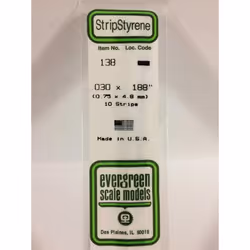 StripStyrene
Item No. Loc. Code
138
.030 x .188"
(0.75 x 4.8 mm)
10 Strips
Made in U.S.A.
evergreen
scale models
Des Plaines, IL 60018